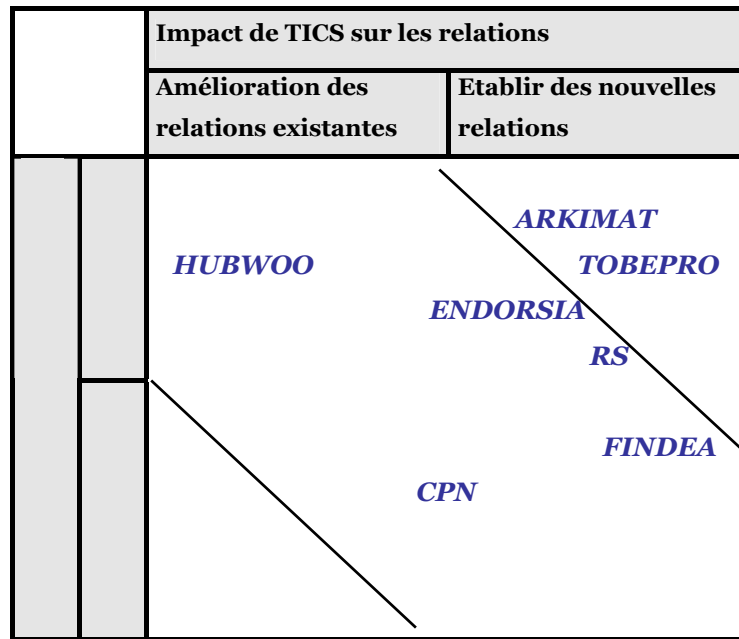 Impact de TICS sur les relations
Amélioration des
relations existantes
Etablir des nouvelles
relations
ARKIMAT
HUBWOO
TOBEPRO
ENDORSIA
RS
FINDEA
CPN